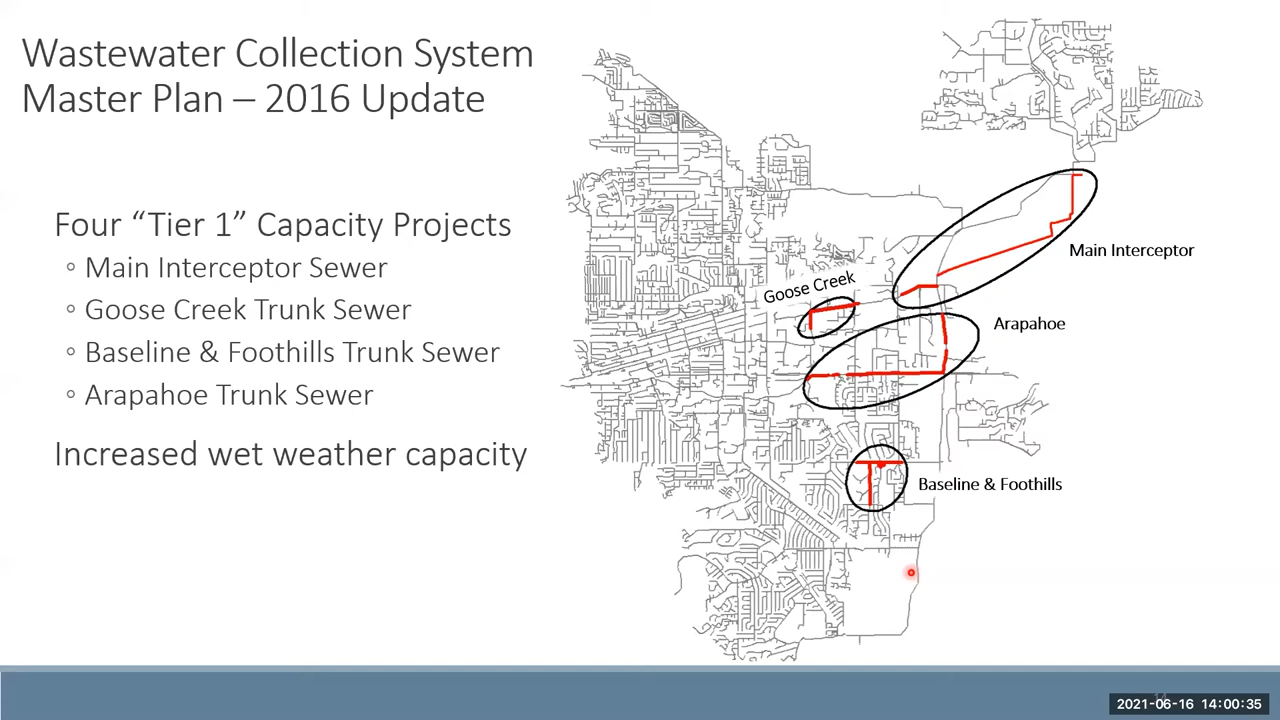 Wastewater Collection System
Master Plan – 2016 Update
Four “Tier 1” Capacity Projects
◦ Main Interceptor Sewer
◦ Goose Creek Trunk Sewer
◦ Baseline & Foothills Trunk Sewer
◦ Arapahoe Trunk Sewer
Increased wet weather capacity
Main Interceptor
Goose Creek
Arapahoe
Baseline & Foothills
2021-06-16 14:00:35